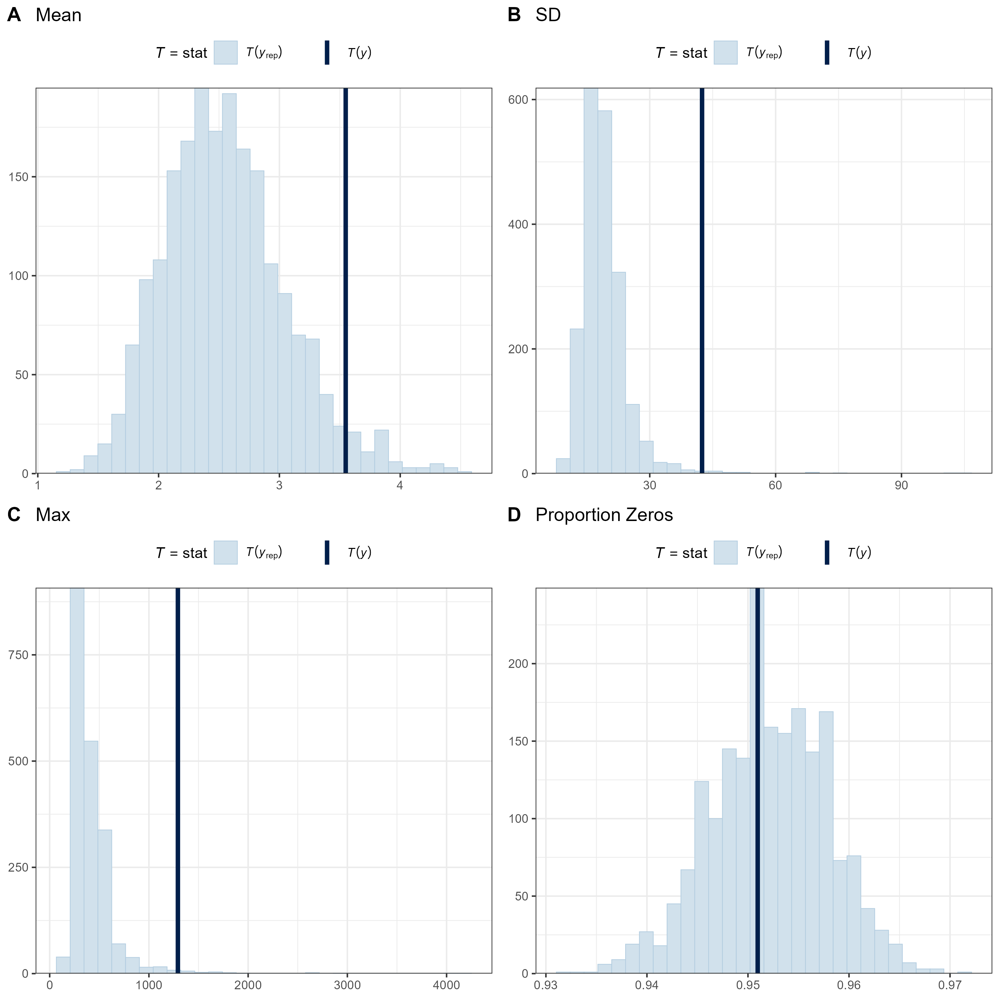 A Mean
T = stat T(yrep) T(y)
150
100
50
0
1 2 3 4
B SD
T = stat T(yrep) T(y)
600
400
200
0
30 60 90
C Max
T = stat T(yrep) T(y)
750
500
250
0
0 1000 2000 3000 4000
D Proportion Zeros
T = stat T(yrep) T(y)
200
150
100
50
0
0.93 0.94 0.95 0.96 0.97